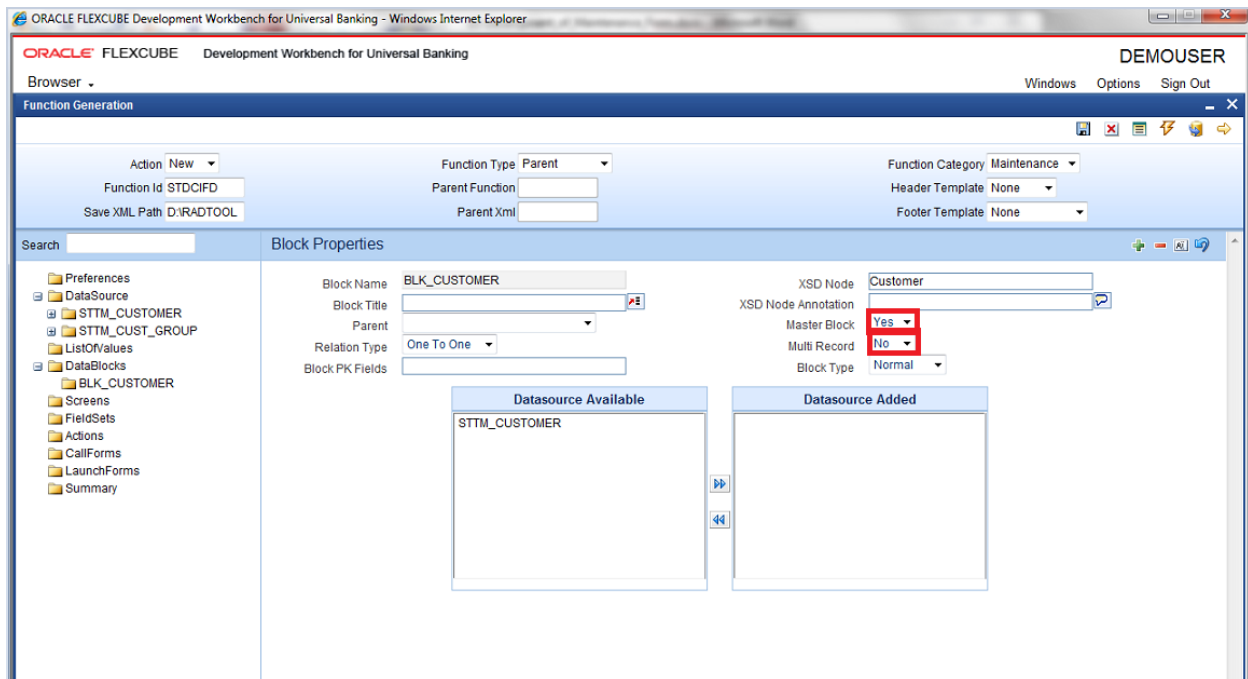 ORACLE FLEXCUBE Development Workbench for Universal Banking - Windows Internet Explorer
ORACLE FLEXCUBE Development Workbench for Universal Banking DEMOUSER
Browser Windows Options Sign Out
Function Generation
Action New Function Type Parent Function Category Maintenance
Function Id STDCIFD Parent Function Header Template None
Save XML Path D:\RADTOOL Parent Xml Footer Template None
Search Block Properties
Preferences
DataSource
STTM_CUSTOMER
STTM_CUST_GROUP
ListOfValues
DataBlocks
BLK_CUSTOMER
Screens
FieldSets
Actions
CallForms
LaunchForms
Summary
Block Name BLK_CUSTOMER XSD Node Customer
Block Title XSD Node Annotation
Parent Master Block Yes
Relation Type One To One Multi Record No
Block PK Fields Block Type Normal
Datasource Available Datasource Added
STTM_CUSTOMER